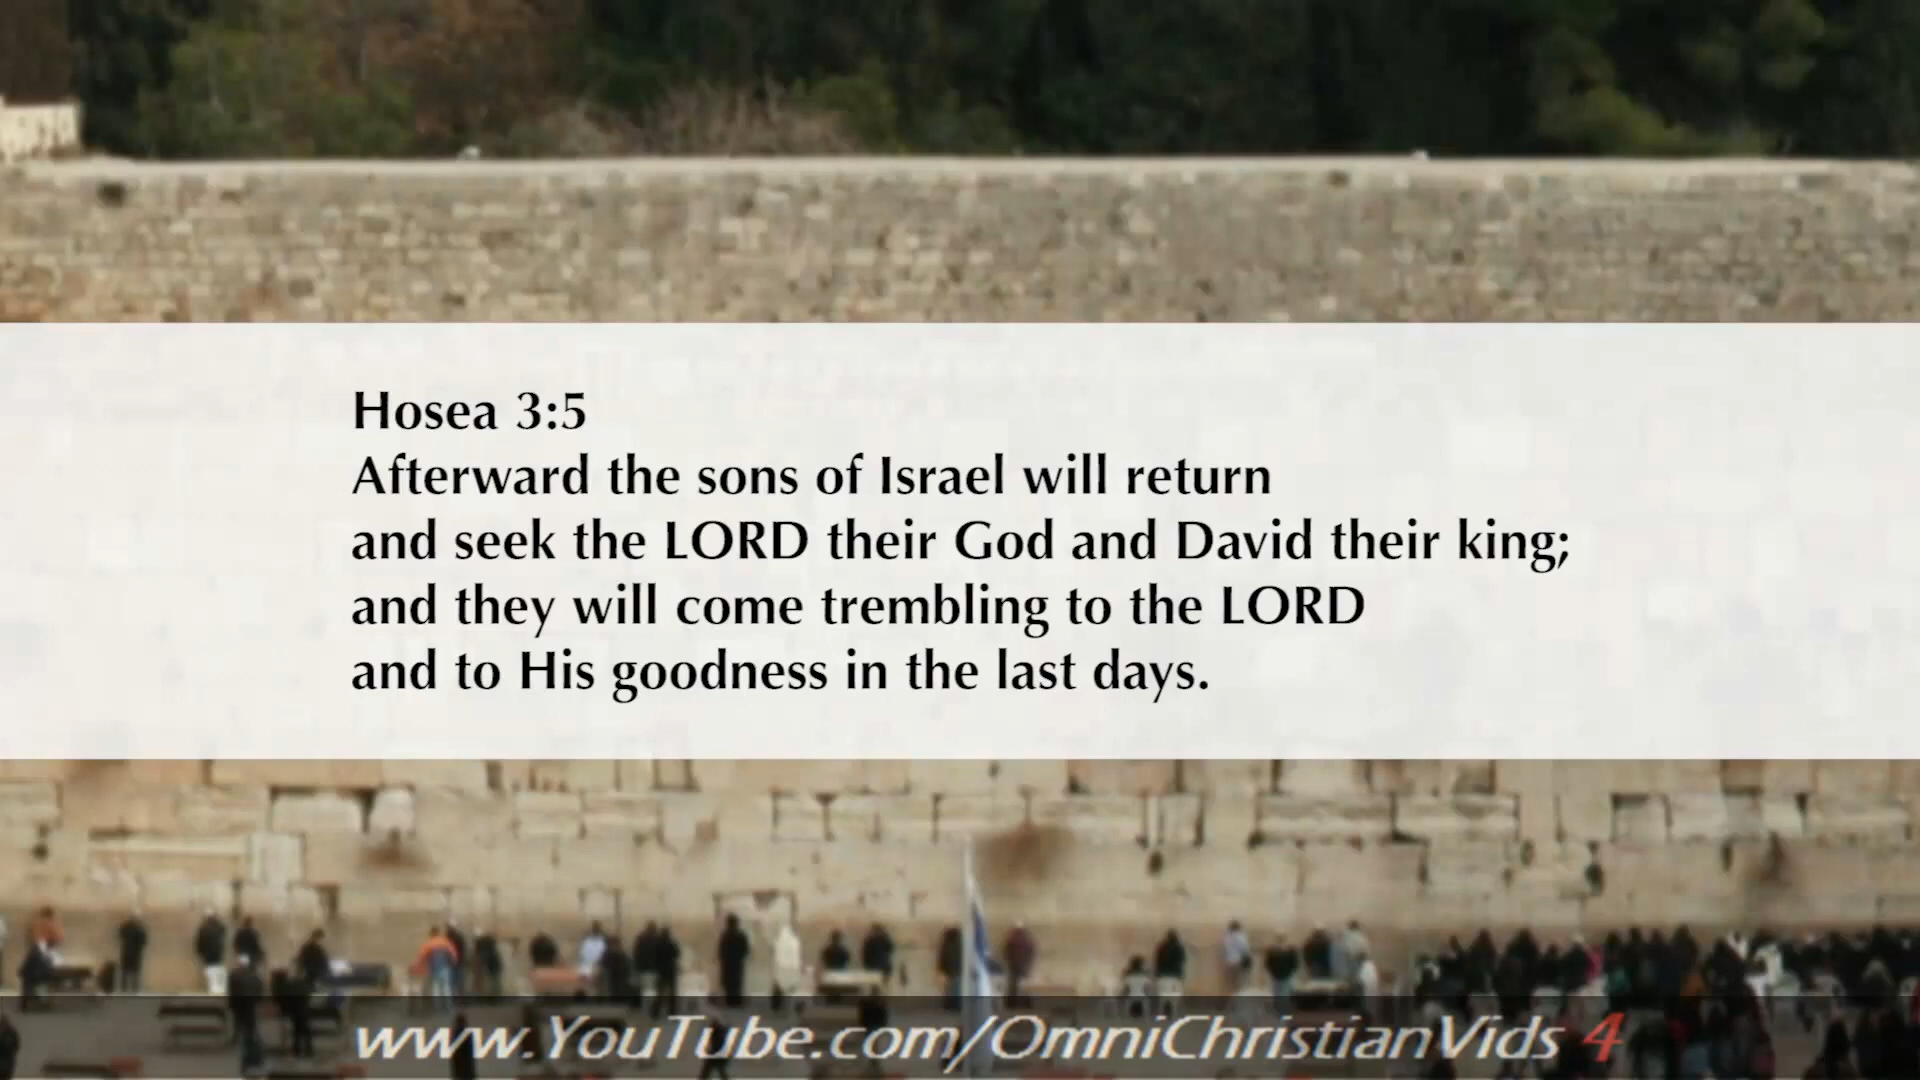 Hosea 3:5
Afterward the sons of Israel will return
and seek the LORD their God and David their king;
and they will come trembling to the LORD
and to His goodness in the last days.
www.YouTube.com/OmniChristianVids 4